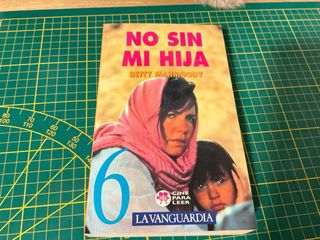 NO SIN
MI HIJA
BETTY MAHMOODY
6
CINE
PARA
LEER
LA VANGUARDIA